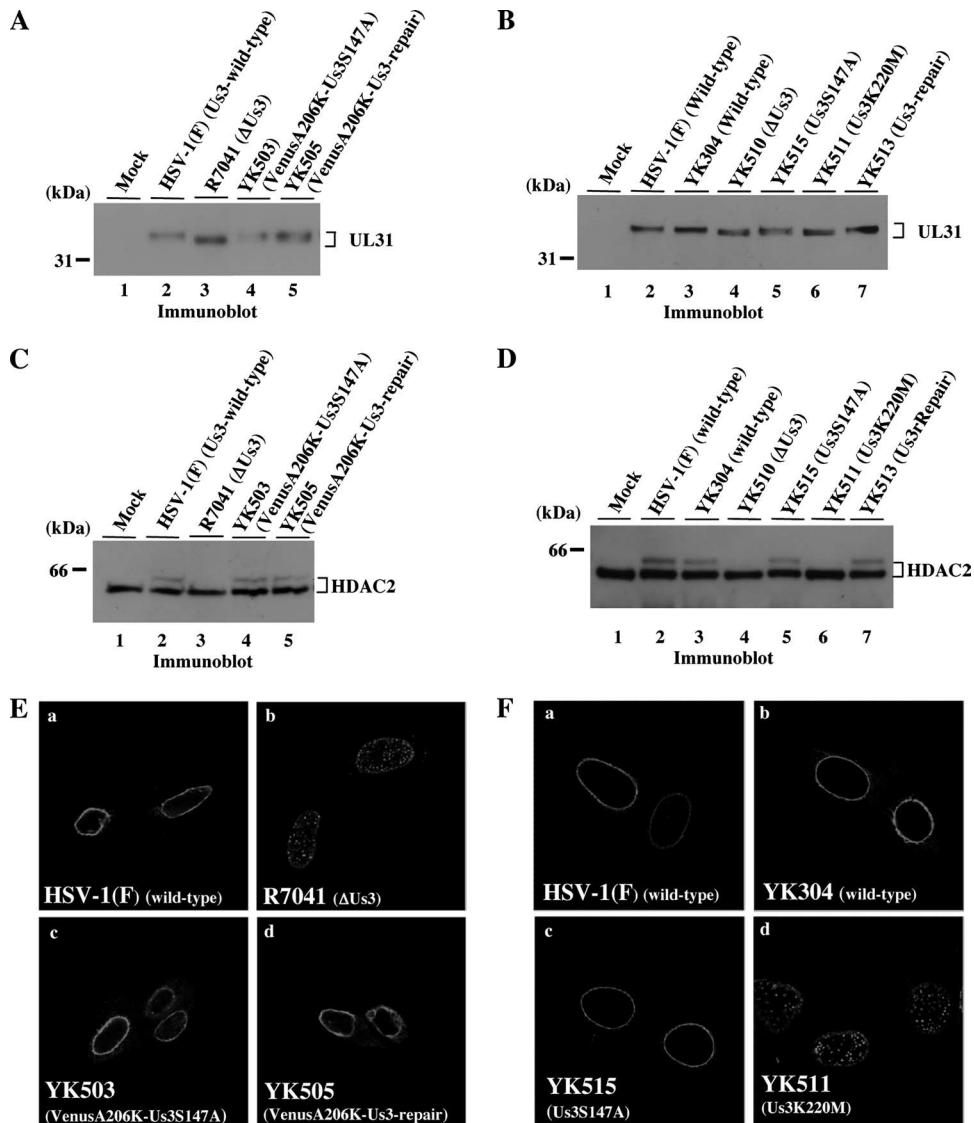 A
Mock
HSV-1(F) (Us3-wild-type)
R7041 (ΔUs3)
YK503
(VenusA206K-Us3S147A)
YK505
(VenusA206K-Us3-repair)
(kDa)
31
UL31
1 2 3 4 5
Immunoblot
B
Mock
HSV-1(F) (Wild-type)
YK304 (Wild-type)
YK510 (ΔUs3)
YK515 (Us3S147A)
YK511 (Us3K220M)
YK513 (Us3-repair)
(kDa)
31
UL31
1 2 3 4 5 6 7
Immunoblot
C
Mock
HSV-1(F) (Us3-wild-type)
R7041 (ΔUs3)
YK503
(VenusA206K-Us3S147A)
YK505
(VenusA206K-Us3-repair)
(kDa)
66
HDAC2
1 2 3 4 5
Immunoblot
D
Mock
HSV-1(F) (wild-type)
YK304 (wild-type)
YK510 (ΔUs3)
YK515 (Us3S147A)
YK511 (Us3K220M)
YK513 (Us3rRepair)
(kDa)
66
HDAC2
1 2 3 4 5 6 7
Immunoblot
E
a
HSV-1(F) (wild-type)
b
R7041 (ΔUs3)
c
YK503
(VenusA206K-Us3S147A)
d
YK505
(VenusA206K-Us3-repair)
F
a
HSV-1(F) (wild-type)
b
YK304 (wild-type)
c
YK515
(Us3S147A)
d
YK511
(Us3K220M)